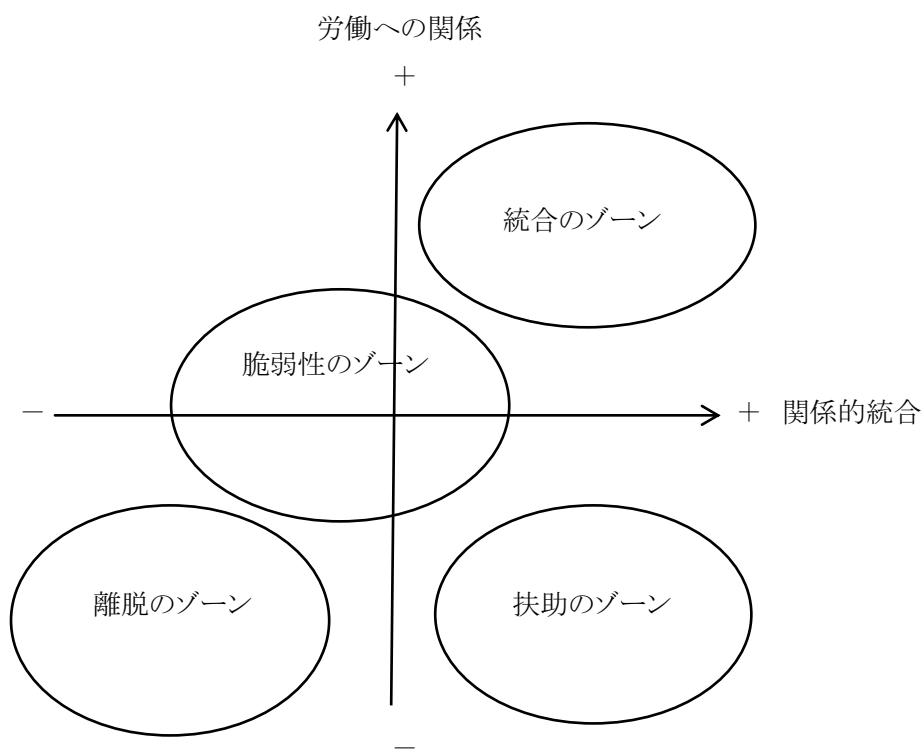 労働への関係
＋
統合のゾーン
脆弱性のゾーン
－
＋ 関係的統合
離脱のゾーン
扶助のゾーン
－